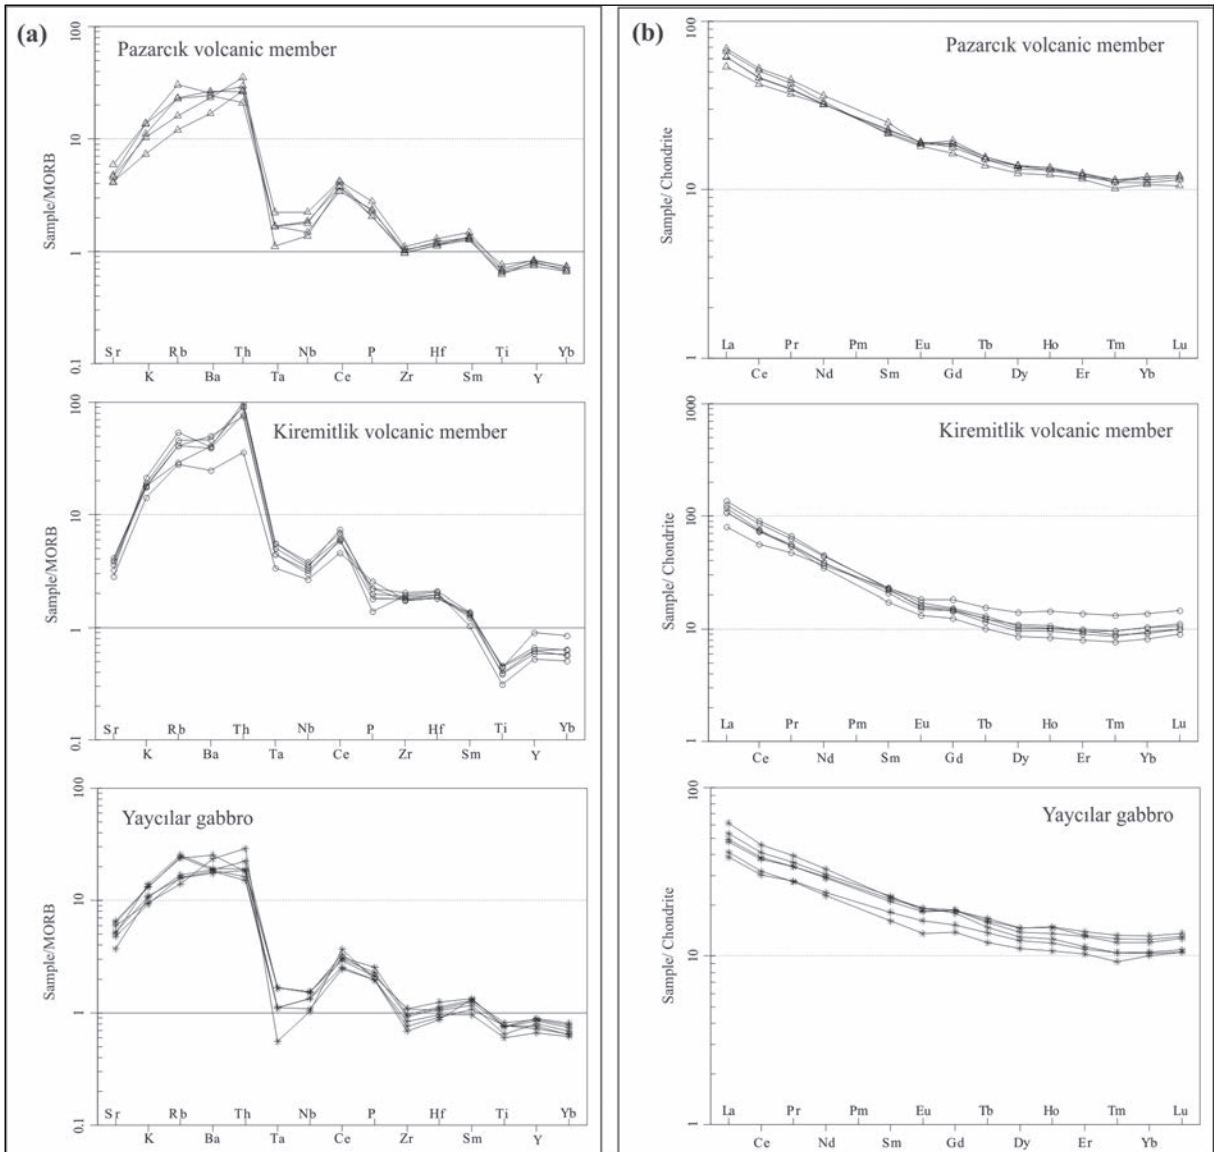 (a)
Pazarcık volcanic member
100
10
1
0.1
Sample/MORB
Sr Rb Th Nb P Hf Ti Yb
K Ba Ta Ce Zr Sm Y
Kiremitlik volcanic member
100
10
1
0.1
Sample/MORB
Sr Rb Th Nb P Hf Ti Yb
K Ba Ta Ce Zr Sm Y
Yaycılar gabbro
100
10
1
0.1
Sample/MORB
Sr Rb Th Nb P Hf Ti Yb
K Ba Ta Ce Zr Sm Y
(b)
Pazarcık volcanic member
100
10
1
Sample/ Chondrite
La Pr Pm Eu Tb Ho Tm Lu
Ce Nd Sm Gd Dy Er Yb
Kiremitlik volcanic member
1000
100
10
1
Sample/ Chondrite
La Pr Pm Eu Tb Ho Tm Lu
Ce Nd Sm Gd Dy Er Yb
Yaycılar gabbro
100
10
1
Sample/ Chondrite
La Pr Pm Eu Tb Ho Tm Lu
Ce Nd Sm Gd Dy Er Yb